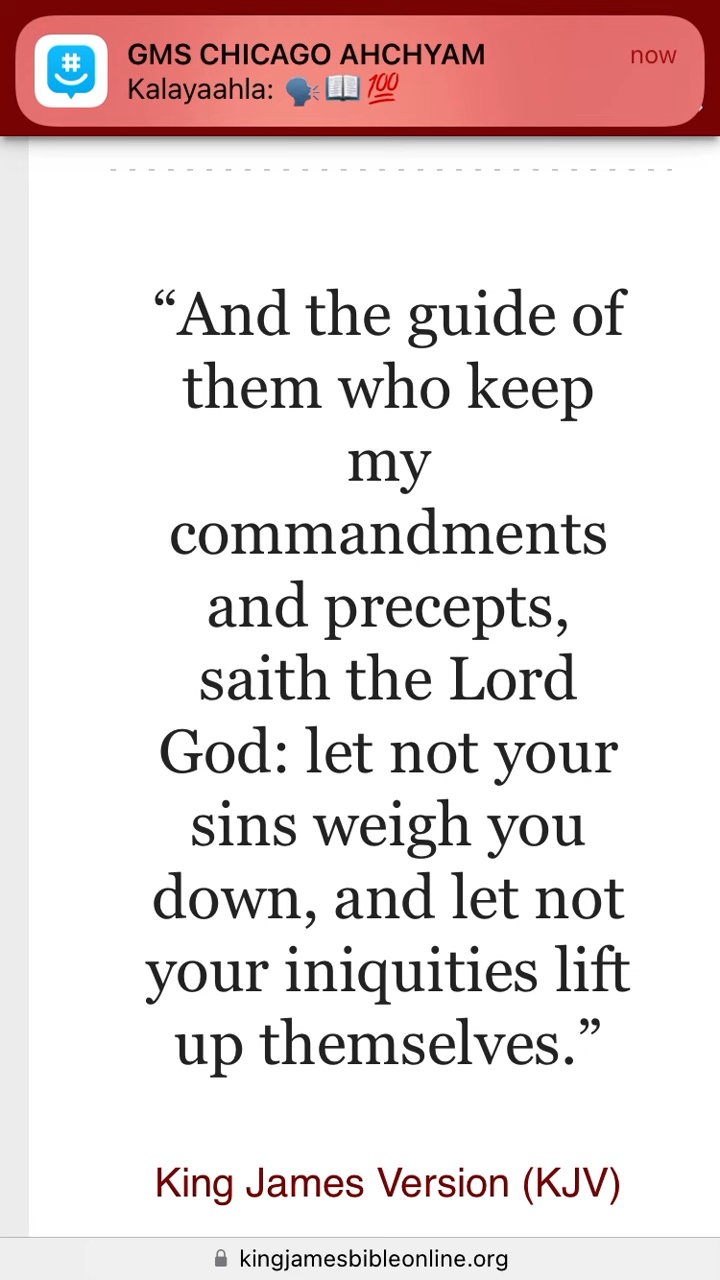 GMS CHICAGO AHCHYAM now
Kalayaahla: 🗣📖💯
“And the guide of
them who keep
my
commandments
and precepts,
saith the Lord
God: let not your
sins weigh you
down, and let not
your iniquities lift
up themselves.”
King James Version (KJV)
kingjamesbibleonline.org